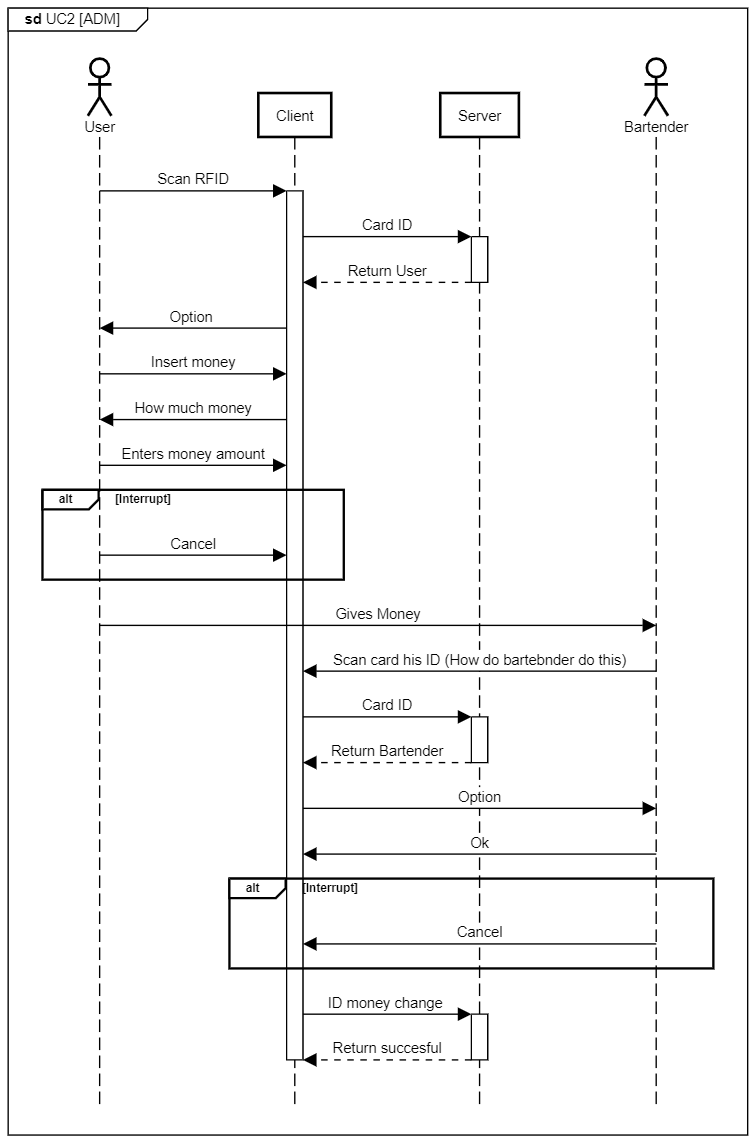 sd UC2 [ADM]
User
Client
Server
Bartender
Scan RFID
Card ID
Return User
Option
Insert money
How much money
Enters money amount
alt [Interrupt]
Cancel
Gives Money
Scan card his ID (How do bartebnder do this)
Card ID
Return Bartender
Option
Ok
alt [Interrupt]
Cancel
ID money change
Return succesful